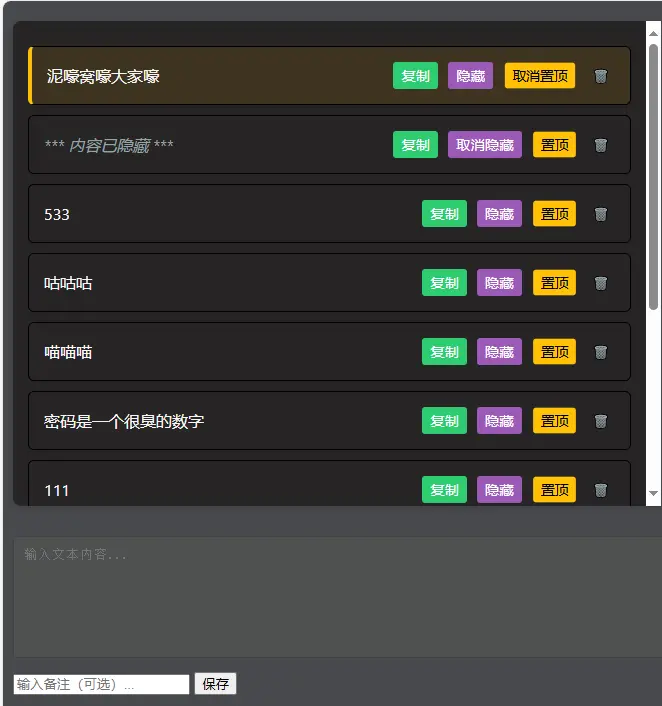 泥嚎窝嚎大家嚎 复制 隐藏 取消置顶
*** 内容已隐藏 *** 复制 取消隐藏 置顶
533 复制 隐藏 置顶
咕咕咕 复制 隐藏 置顶
喵喵喵 复制 隐藏 置顶
密码是一个很臭的数字 复制 隐藏 置顶
111 复制 隐藏 置顶
输入文本内容...
输入备注（可选）... 保存